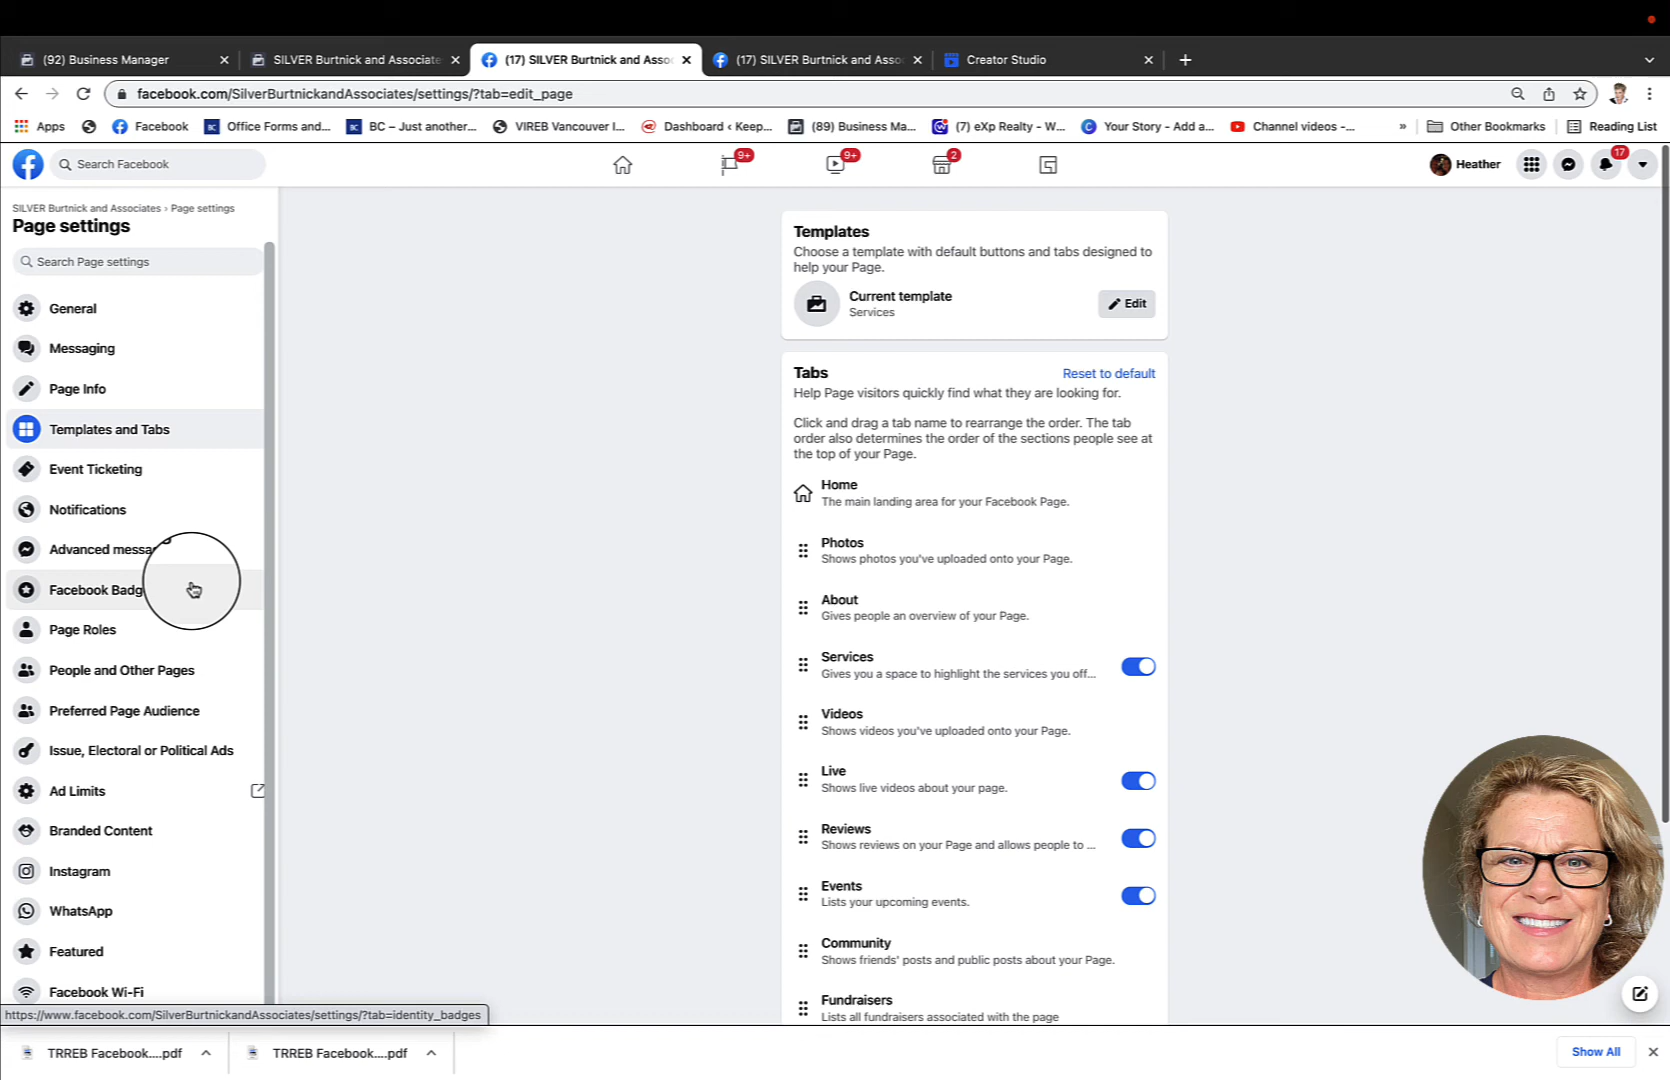 (92) Business Manager
SILVER Burtnick and Associate
(17) SILVER Burtnick and Asso
(17) SILVER Burtnick and Asso
Creator Studio
facebook.com/SilverBurtnickandAssociates/settings/?tab=edit_page
Apps
Facebook
Office Forms and...
BC – Just another...
VIREB Vancouver I...
Dashboard ‹ Keep...
(89) Business Ma...
(7) eXp Realty - W...
Your Story - Add a...
Channel videos -...
»
Other Bookmarks
Reading List
Search Facebook
9+
9+
2
Heather
17
SILVER Burtnick and Associates › Page settings
Page settings
Search Page settings
General
Messaging
Page Info
Templates and Tabs
Event Ticketing
Notifications
Advanced messa
Facebook Badg
Page Roles
People and Other Pages
Preferred Page Audience
Issue, Electoral or Political Ads
Ad Limits
Branded Content
Instagram
WhatsApp
Featured
Facebook Wi-Fi
Templates
Choose a template with default buttons and tabs designed to
help your Page.
Current template
Services
Edit
Tabs
Reset to default
Help Page visitors quickly find what they are looking for.
Click and drag a tab name to rearrange the order. The tab
order also determines the order of the sections people see at
the top of your Page.
Home
The main landing area for your Facebook Page.
Photos
Shows photos you've uploaded onto your Page.
About
Gives people an overview of your Page.
Services
Gives you a space to highlight the services you off...
Videos
Shows videos you've uploaded onto your Page.
Live
Shows live videos about your page.
Reviews
Shows reviews on your Page and allows people to ...
Events
Lists your upcoming events.
Community
Shows friends' posts and public posts about your Page.
Fundraisers
Lists all fundraisers associated with the page
https://www.facebook.com/SilverBurtnickandAssociates/settings/?tab=identity_badges
TRREB Facebook....pdf
TRREB Facebook....pdf
Show All